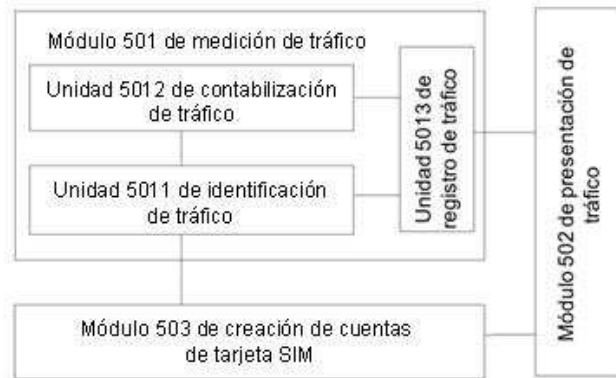 Módulo 501 de medición de tráfico
Unidad 5012 de contabilización
de tráfico
Unidad 5011 de identificación
de tráfico
Unidad 5013 de
registro de tráfico
Módulo 502 de presentación de
tráfico
Módulo 503 de creación de cuentas
de tarjeta SIM